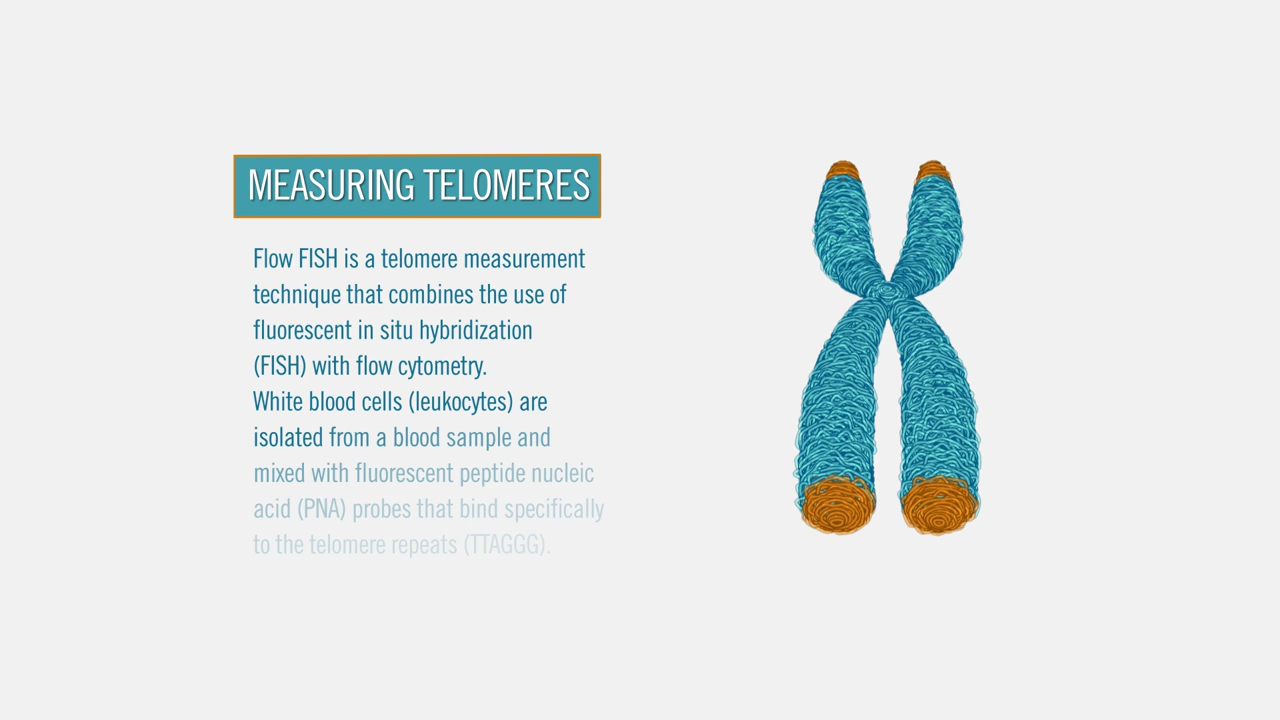 MEASURING TELOMERES
Flow FISH is a telomere measurement
technique that combines the use of
fluorescent in situ hybridization
(FISH) with flow cytometry.
White blood cells (leukocytes) are
isolated from a blood sample and
mixed with fluorescent peptide nucleic
acid (PNA) probes that bind specifically
to the telomere repeats (TTAGGG).